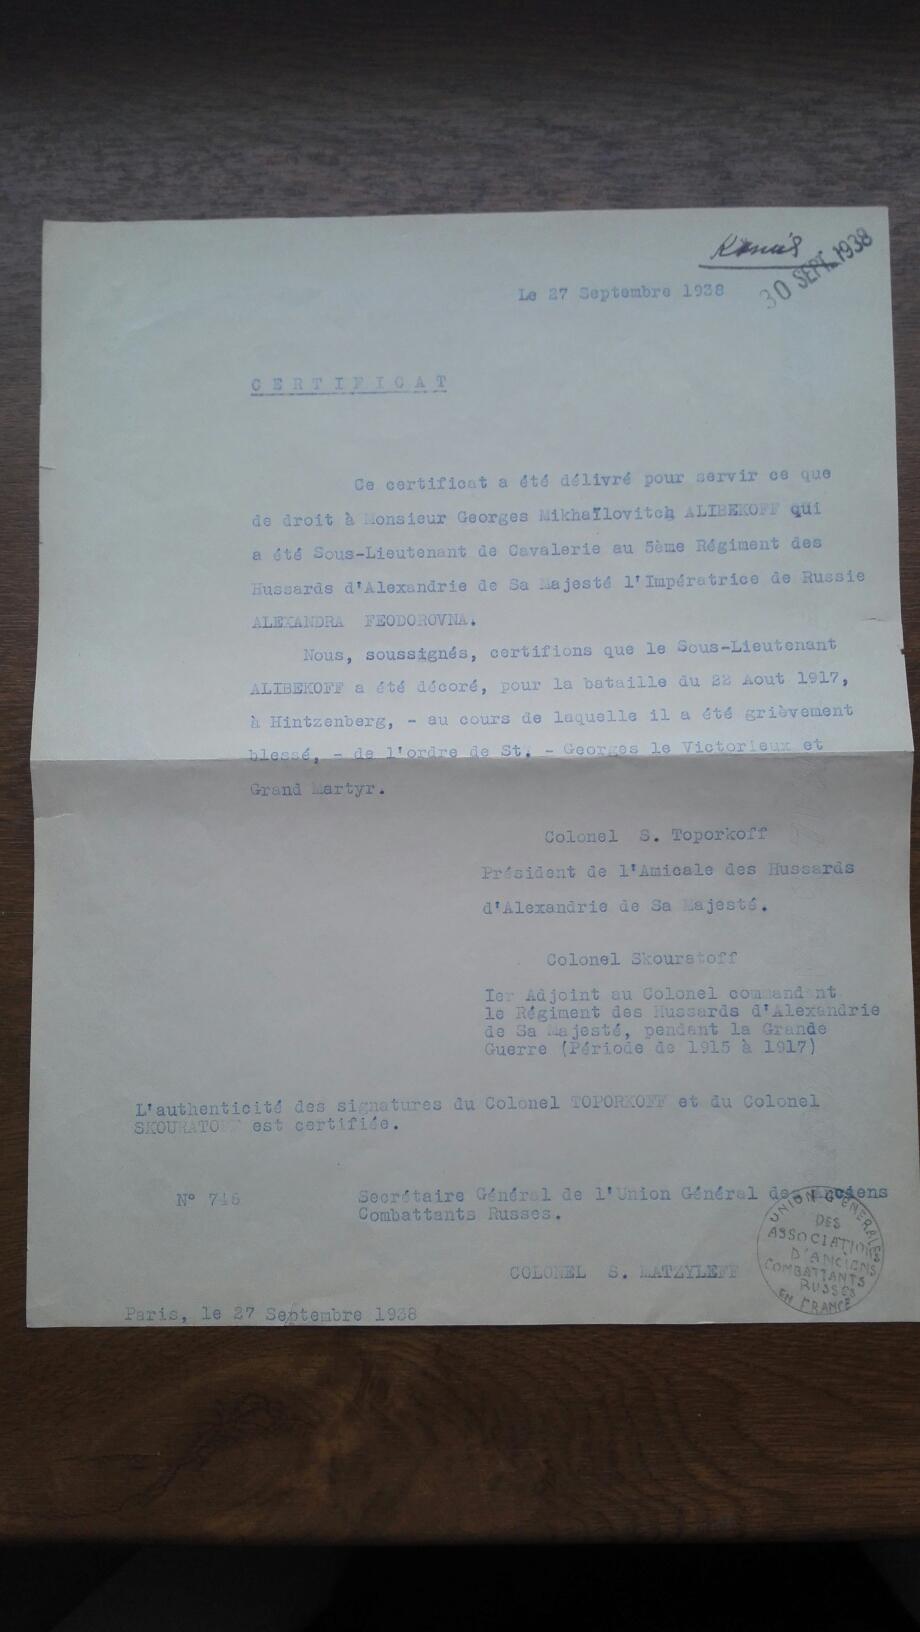 30 SEPT. 1938
Le 27 Septembre 1938
CERTIFICAT
Ce certificat a été délivré pour servir ce que
de droit à Monsieur Georges Mikhaïlovitch ALIBEKOFF qui
a été Sous-Lieutenant de Cavalerie au 5ème Régiment des
Hussards d'Alexandrie de Sa Majesté l'Impératrice de Russie
ALEXANDRA FEODOROVNA.
Nous, soussignés, certifions que le Sous-Lieutenant
ALIBEKOFF a été décoré, pour la bataille du 22 Aout 1917,
à Hintzenberg, - au cours de laquelle il a été grièvement
blessé, - de l'ordre de St. - Georges le Victorieux et
Grand Martyr.
Colonel S. Toporkoff
Président de l'Amicale des Hussards
d'Alexandrie de Sa Majesté.
Colonel Skouratoff
Ier Adjoint au Colonel commandant
le Régiment des Hussards d'Alexandrie
de Sa Majesté, pendant la Grande
Guerre (Période de 1915 à 1917)
L'authenticité des signatures du Colonel TOPORKOFF et du Colonel
SKOURATOFF est certifiée.
N° 746
Secrétaire Général de l'Union Général des Anciens
Combattants Russes.
COLONEL S. MATZYLEFF
UNION GÉNÉRALE
DES
ASSOCIATIONS
D'ANCIENS
COMBATTANTS
RUSSES
EN FRANCE
Paris, le 27 Septembre 1938